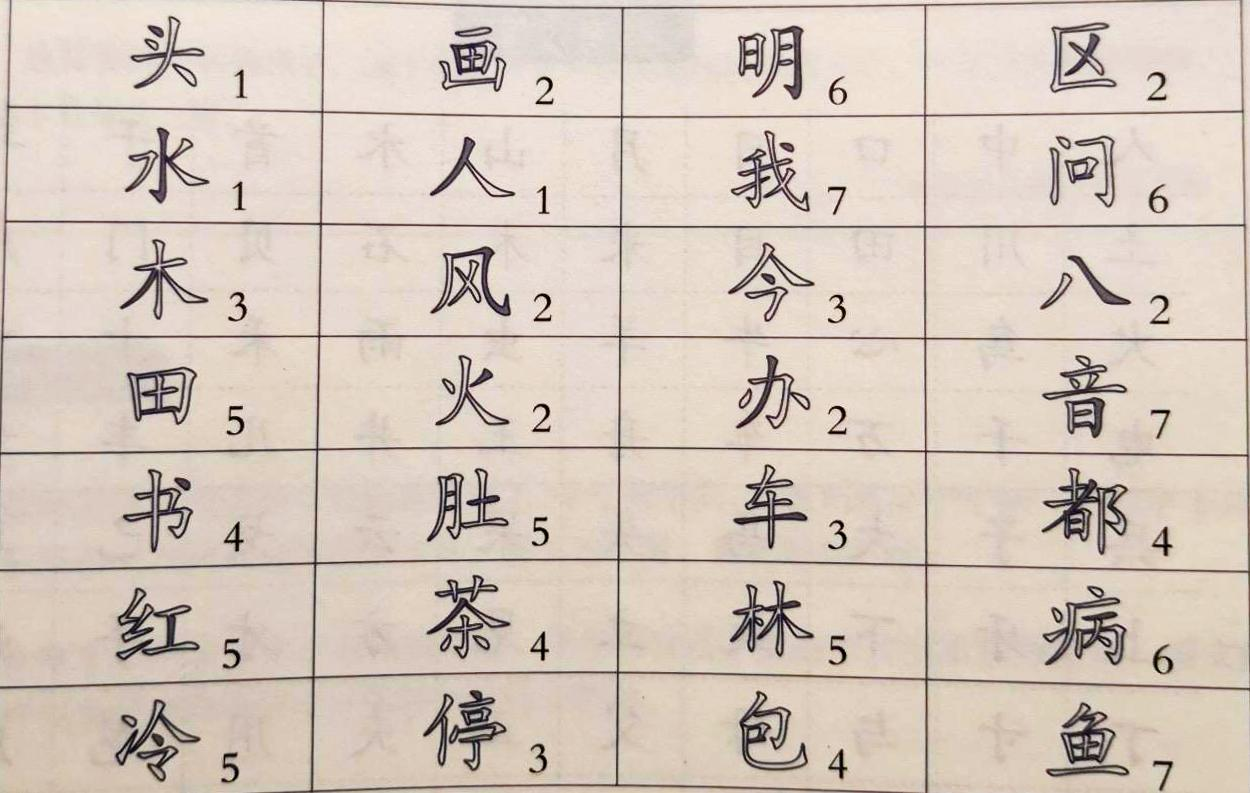 头 1 画 2 明 6 区 2
水 1 人 1 我 7 问 6
木 3 风 2 今 3 八 2
田 5 火 2 办 2 音 7
书 4 肚 5 车 3 都 4
红 5 茶 4 林 5 病 6
冷 5 停 3 包 4 鱼 7